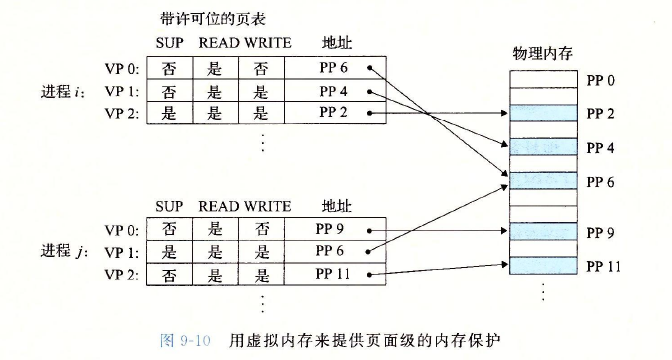 带许可位的页表
SUP READ WRITE 地址
物理内存
进程 i:
VP 0: 否 是 否 PP 6
VP 1: 否 是 是 PP 4
VP 2: 是 是 是 PP 2
⋮
PP 0
PP 2
PP 4
PP 6
PP 9
PP 11
⋮
SUP READ WRITE 地址
进程 j:
VP 0: 否 是 否 PP 9
VP 1: 是 是 是 PP 6
VP 2: 否 是 是 PP 11
⋮
图 9-10 用虚拟内存来提供页面级的内存保护